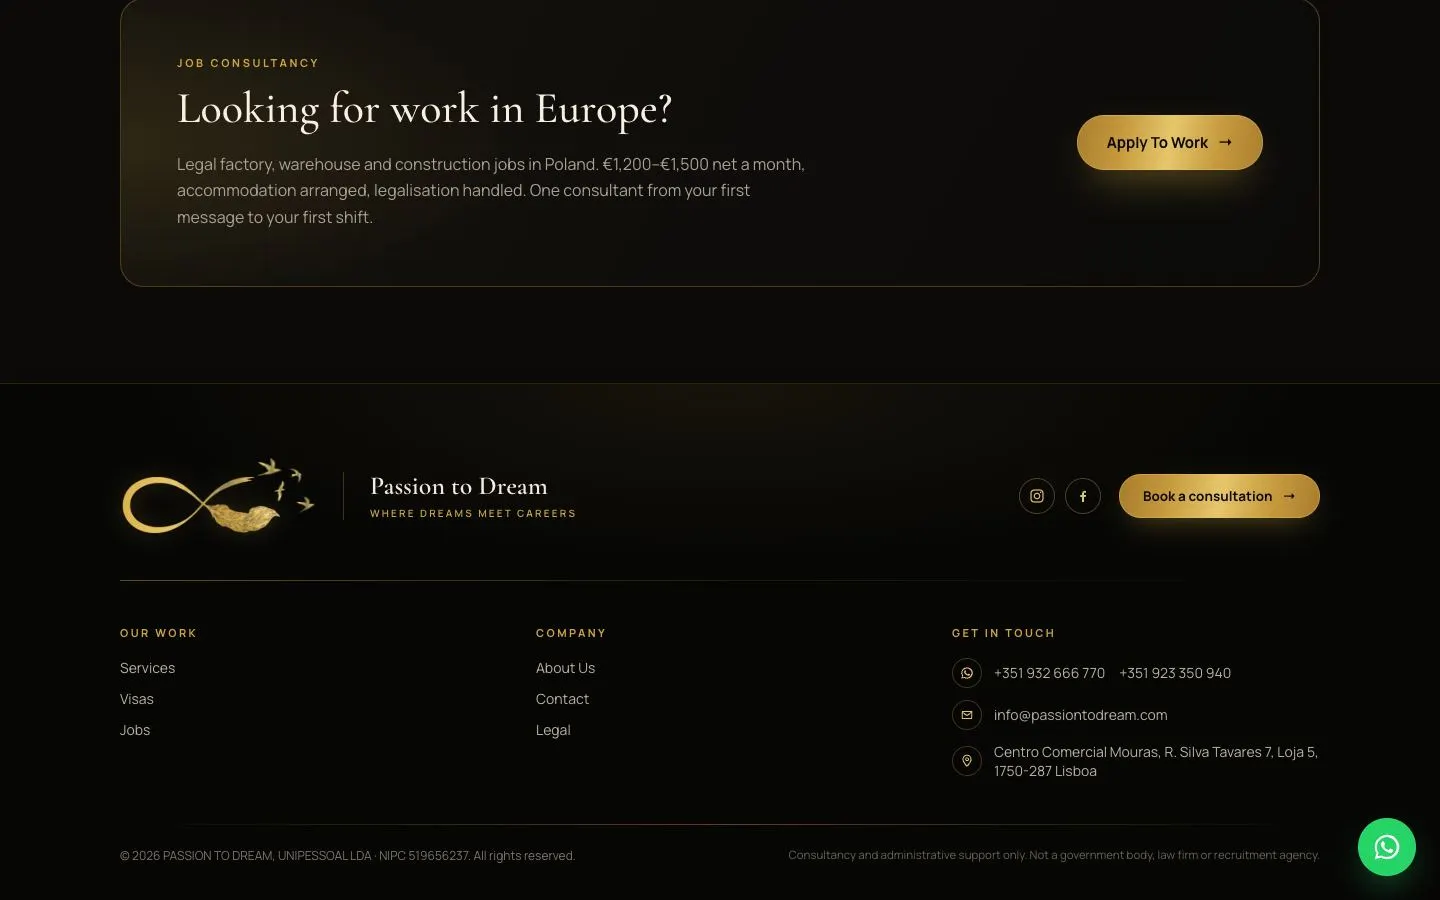 JOB CONSULTANCY
Looking for work in Europe?
Legal factory, warehouse and construction jobs in Poland. €1,200–€1,500 net a month,
accommodation arranged, legalisation handled. One consultant from your first
message to your first shift.
Apply To Work →
Passion to Dream
WHERE DREAMS MEET CAREERS
Book a consultation →
OUR WORK
Services
Visas
Jobs
COMPANY
About Us
Contact
Legal
GET IN TOUCH
+351 932 666 770 +351 923 350 940
info@passiontodream.com
Centro Comercial Mouras, R. Silva Tavares 7, Loja 5,
1750-287 Lisboa
© 2026 PASSION TO DREAM, UNIPESSOAL LDA · NIPC 519656237. All rights reserved.
Consultancy and administrative support only. Not a government body, law firm or recruitment agency.